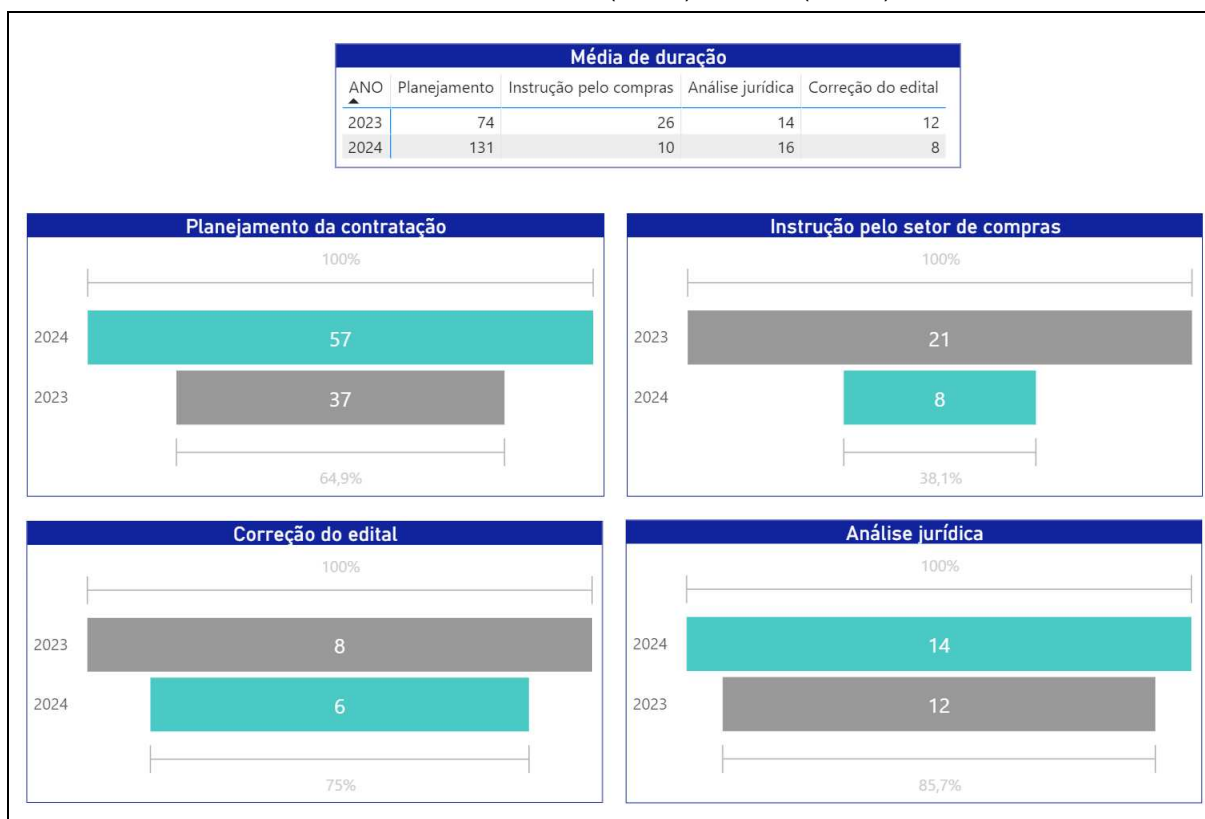 Média de duração
ANO Planejamento Instrução pelo compras Análise jurídica Correção do edital
2023 74 26 14 12
2024 131 10 16 8
Planejamento da contratação
100%
2024 57
2023 37
64,9%
Instrução pelo setor de compras
100%
2023 21
2024 8
38,1%
Correção do edital
100%
2023 8
2024 6
75%
Análise jurídica
100%
2024 14
2023 12
85,7%